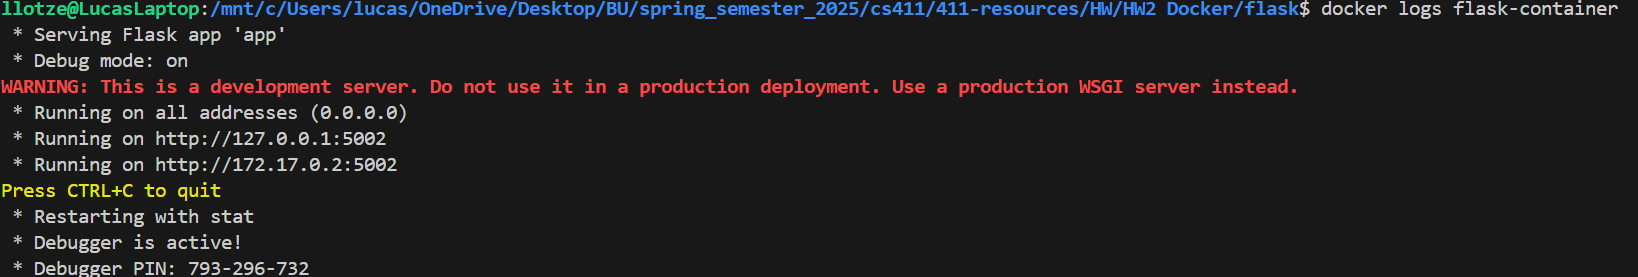 llotze@LucasLaptop:/mnt/c/Users/lucas/OneDrive/Desktop/BU/spring_semester_2025/cs411/411-resources/HW/HW2 Docker/flask$ docker logs flask-container
 * Serving Flask app 'app'
 * Debug mode: on
WARNING: This is a development server. Do not use it in a production deployment. Use a production WSGI server instead.
 * Running on all addresses (0.0.0.0)
 * Running on http://127.0.0.1:5002
 * Running on http://172.17.0.2:5002
Press CTRL+C to quit
 * Restarting with stat
 * Debugger is active!
 * Debugger PIN: 793-296-732